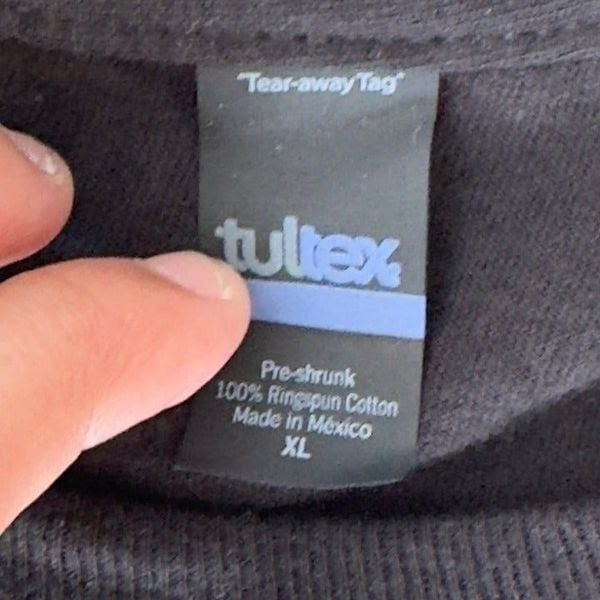 "Tear-away Tag"
tultex
Pre-shrunk
100% Ringspun Cotton
Made in México
XL